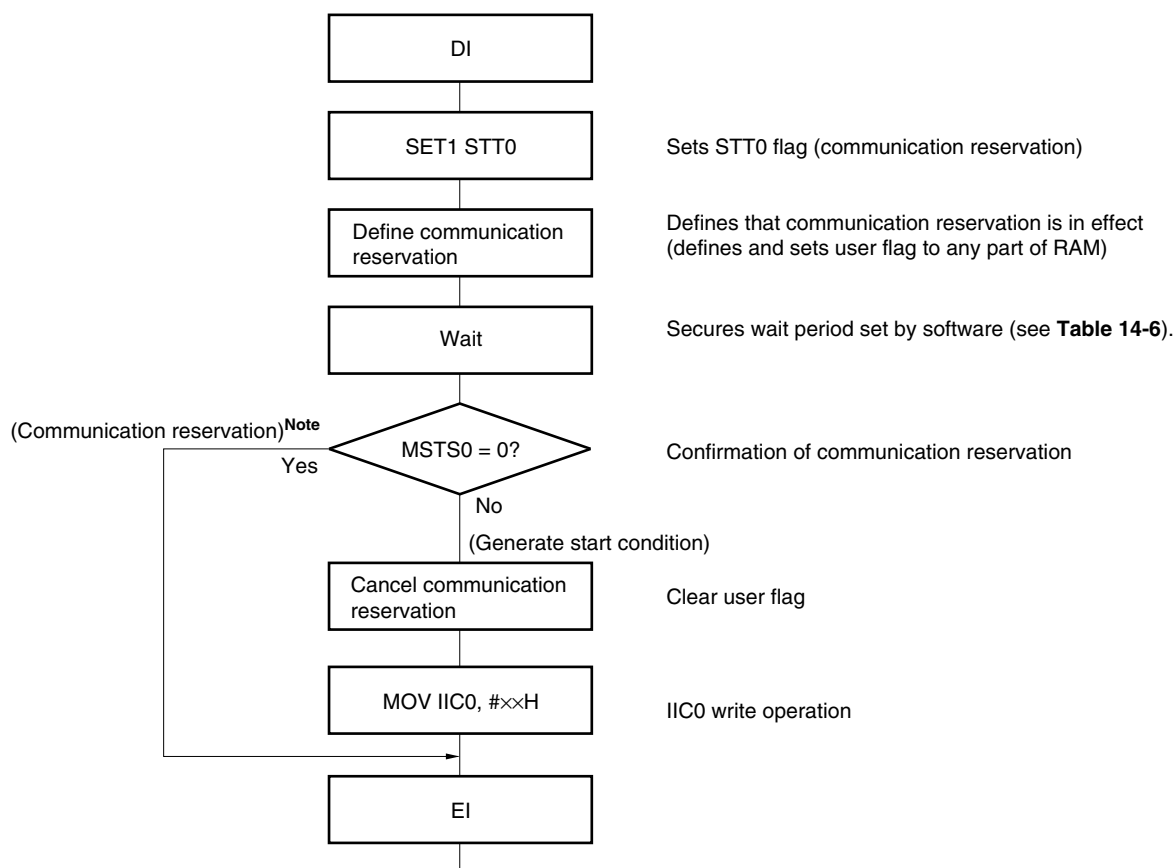 DI
SET1 STT0
Sets STT0 flag (communication reservation)
Define communication
reservation
Defines that communication reservation is in effect
(defines and sets user flag to any part of RAM)
Wait
Secures wait period set by software (see Table 14-6).
(Communication reservation)Note
Yes
MSTS0 = 0?
Confirmation of communication reservation
No
(Generate start condition)
Cancel communication
reservation
Clear user flag
MOV IIC0, #××H
IIC0 write operation
EI